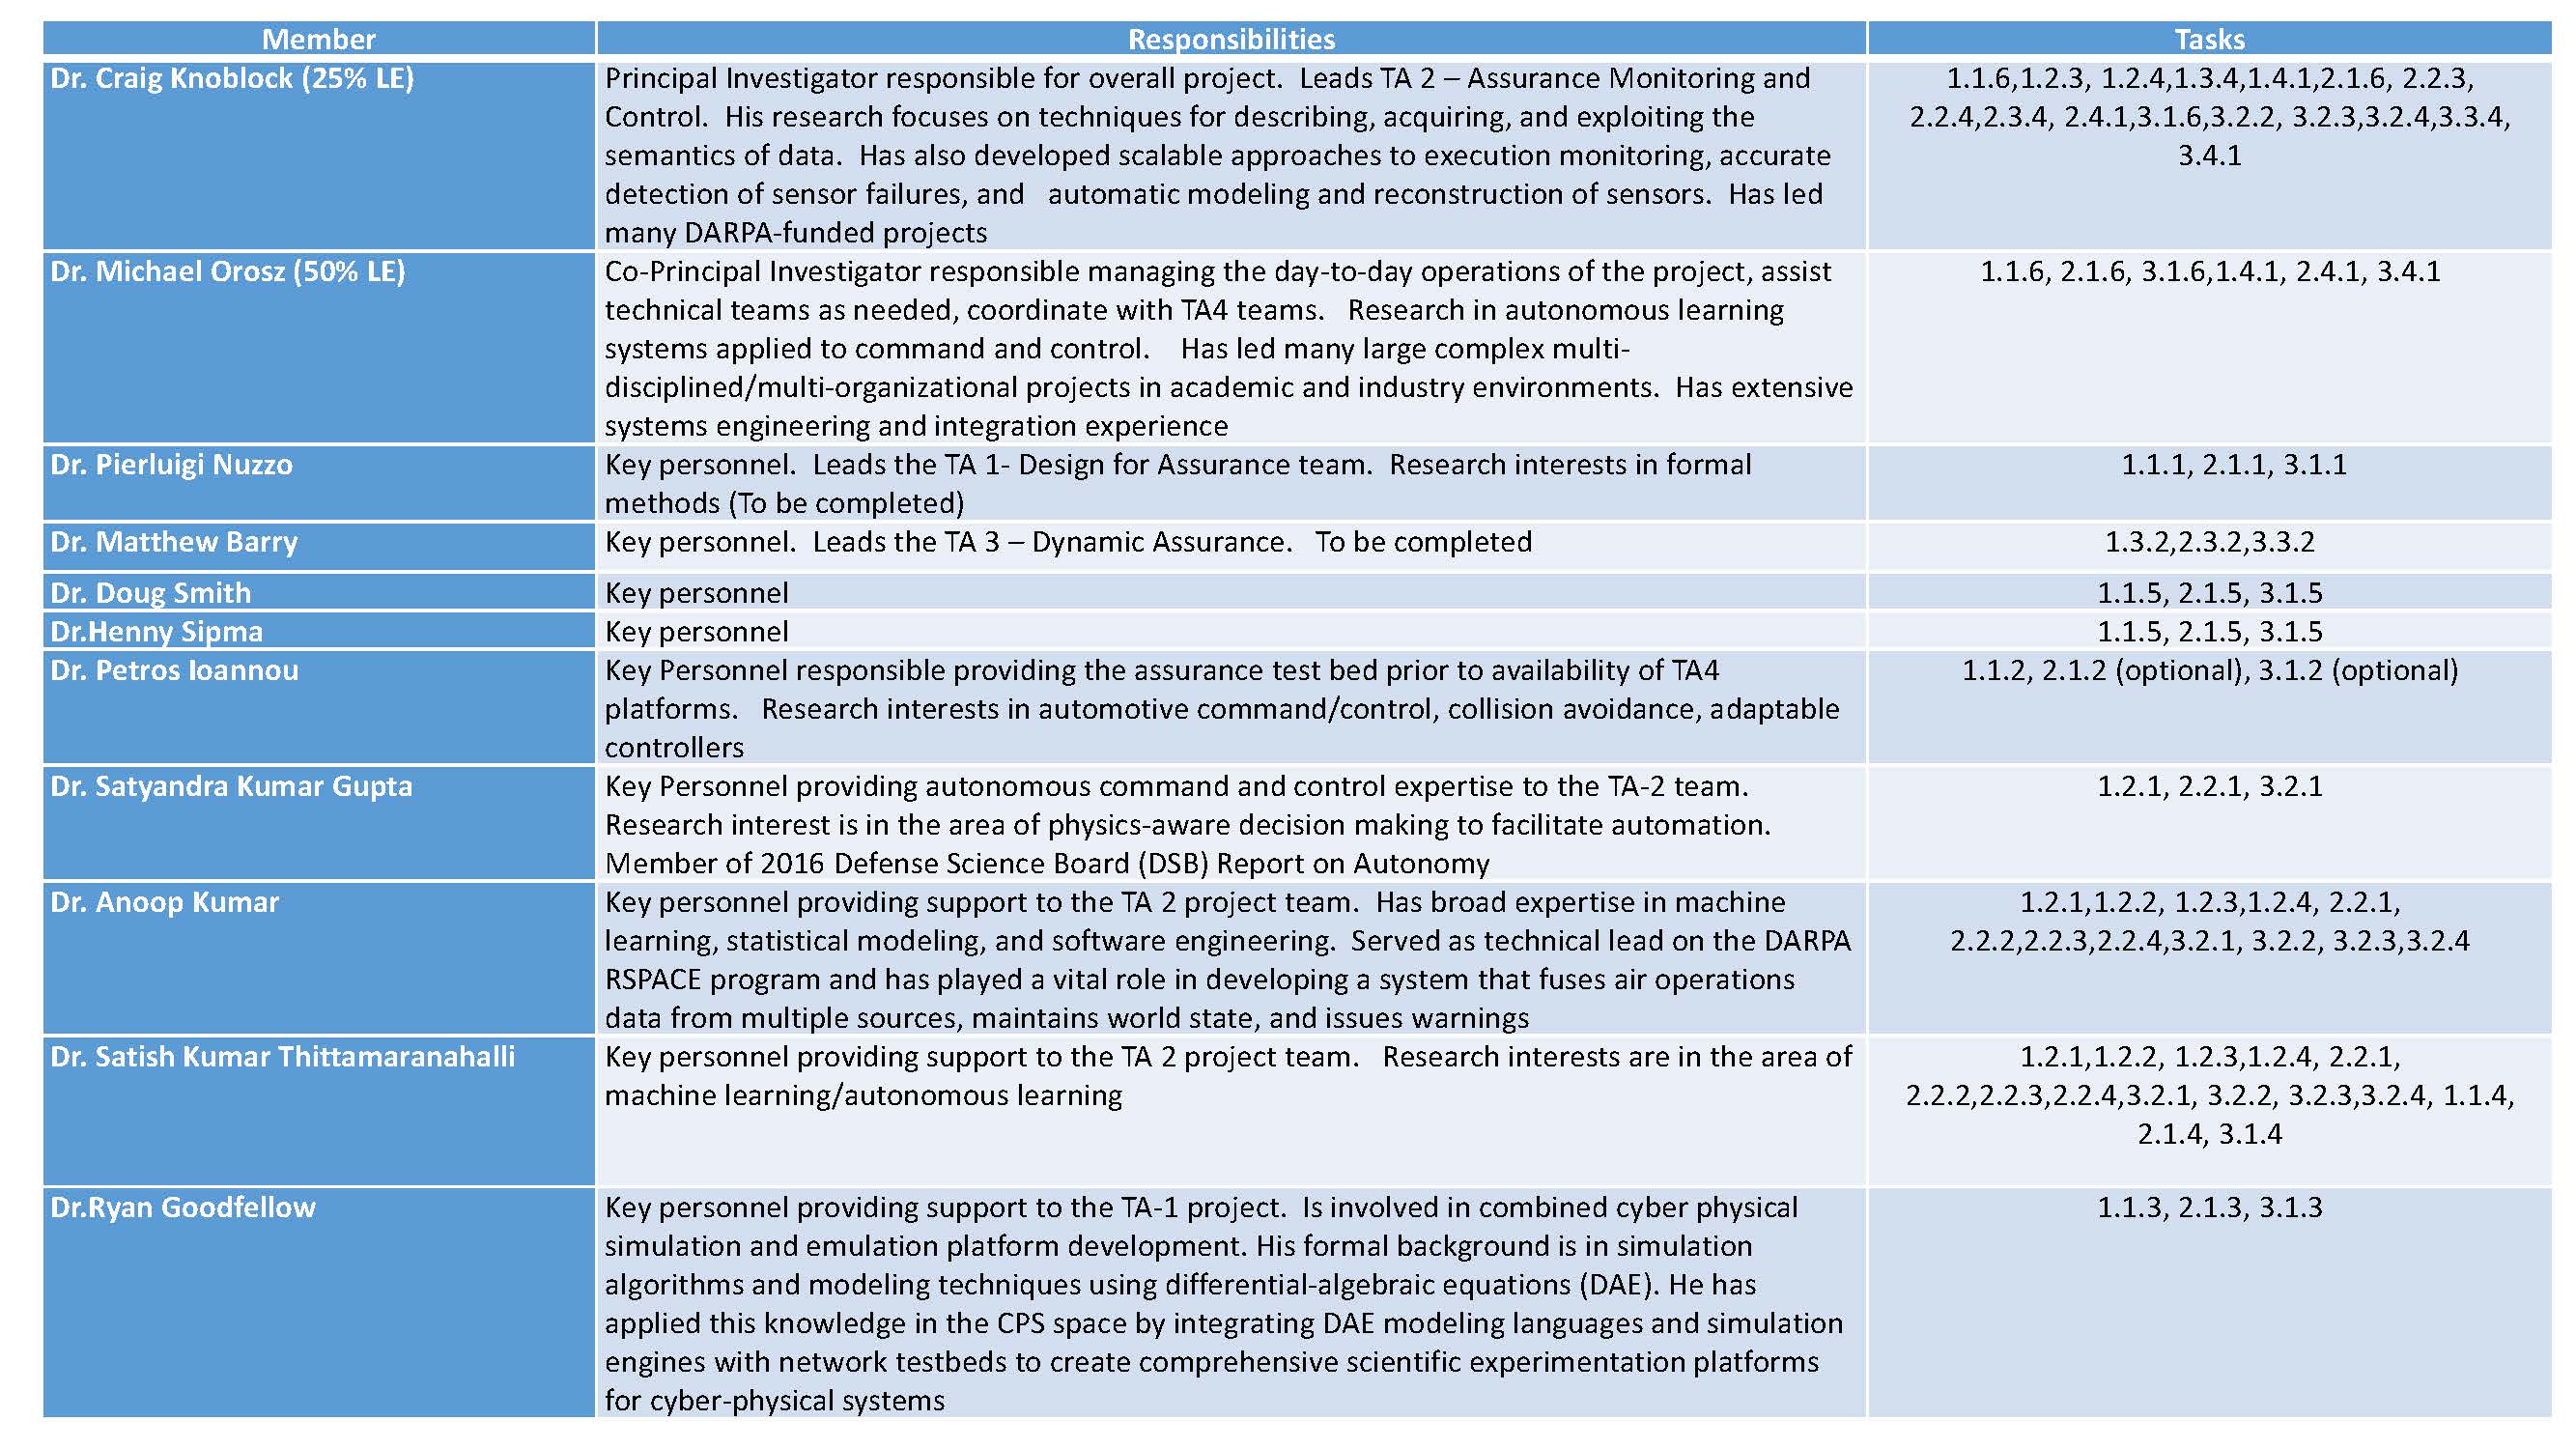 Member Responsibilities Tasks
Dr. Craig Knoblock (25% LE)
Principal Investigator responsible for overall project.  Leads TA 2 – Assurance Monitoring and
Control.  His research focuses on techniques for describing, acquiring, and exploiting the
semantics of data.  Has also developed scalable approaches to execution monitoring, accurate
detection of sensor failures, and   automatic modeling and reconstruction of sensors.  Has led
many DARPA-funded projects
1.1.6,1.2.3, 1.2.4,1.3.4,1.4.1,2.1.6, 2.2.3,
2.2.4,2.3.4, 2.4.1,3.1.6,3.2.2, 3.2.3,3.2.4,3.3.4,
3.4.1
Dr. Michael Orosz (50% LE)
Co-Principal Investigator responsible managing the day-to-day operations of the project, assist
technical teams as needed, coordinate with TA4 teams.   Research in autonomous learning
systems applied to command and control.    Has led many large complex multi-
disciplined/multi-organizational projects in academic and industry environments.  Has extensive
systems engineering and integration experience
1.1.6, 2.1.6, 3.1.6,1.4.1, 2.4.1, 3.4.1
Dr. Pierluigi Nuzzo
Key personnel.  Leads the TA 1- Design for Assurance team.  Research interests in formal
methods (To be completed)
1.1.1, 2.1.1, 3.1.1
Dr. Matthew Barry
Key personnel.  Leads the TA 3 – Dynamic Assurance.   To be completed
1.3.2,2.3.2,3.3.2
Dr. Doug Smith
Key personnel
1.1.5, 2.1.5, 3.1.5
Dr.Henny Sipma
Key personnel
1.1.5, 2.1.5, 3.1.5
Dr. Petros Ioannou
Key Personnel responsible providing the assurance test bed prior to availability of TA4
platforms.   Research interests in automotive command/control, collision avoidance, adaptable
controllers
1.1.2, 2.1.2 (optional), 3.1.2 (optional)
Dr. Satyandra Kumar Gupta
Key Personnel providing autonomous command and control expertise to the TA-2 team.
Research interest is in the area of physics-aware decision making to facilitate automation.
Member of 2016 Defense Science Board (DSB) Report on Autonomy
1.2.1, 2.2.1, 3.2.1
Dr. Anoop Kumar
Key personnel providing support to the TA 2 project team.  Has broad expertise in machine
learning, statistical modeling, and software engineering.  Served as technical lead on the DARPA
RSPACE program and has played a vital role in developing a system that fuses air operations
data from multiple sources, maintains world state, and issues warnings
1.2.1,1.2.2, 1.2.3,1.2.4, 2.2.1,
2.2.2,2.2.3,2.2.4,3.2.1, 3.2.2, 3.2.3,3.2.4
Dr. Satish Kumar Thittamaranahalli
Key personnel providing support to the TA 2 project team.   Research interests are in the area of
machine learning/autonomous learning
1.2.1,1.2.2, 1.2.3,1.2.4, 2.2.1,
2.2.2,2.2.3,2.2.4,3.2.1, 3.2.2, 3.2.3,3.2.4, 1.1.4,
2.1.4, 3.1.4
Dr.Ryan Goodfellow
Key personnel providing support to the TA-1 project.  Is involved in combined cyber physical
simulation and emulation platform development. His formal background is in simulation
algorithms and modeling techniques using differential-algebraic equations (DAE). He has
applied this knowledge in the CPS space by integrating DAE modeling languages and simulation
engines with network testbeds to create comprehensive scientific experimentation platforms
for cyber-physical systems
1.1.3, 2.1.3, 3.1.3